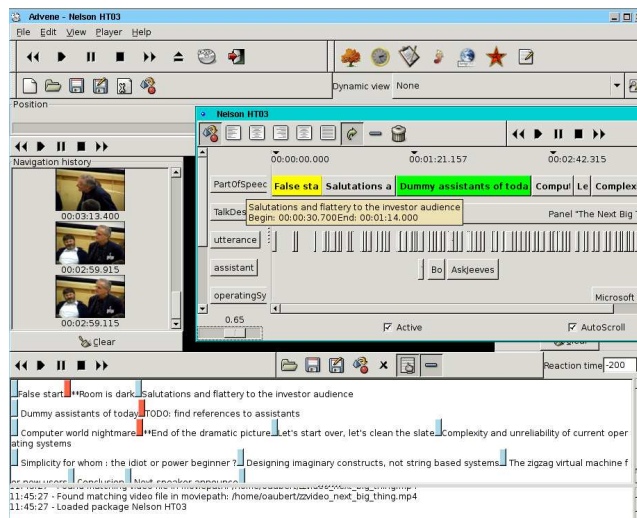 Advene - Nelson HT03
File Edit View Player Help
Dynamic view None
Position
Nelson HT03
Navigation history
00:00:00.000 00:01:21.157 00:02:42.315
PartOfSpeec False sta Salutations a Dummy assistants of toda Compu Le Complex
Salutations and flattery to the investor audience
TalkDes Panel "The Next Big
Begin: 00:00:30.700End: 00:01:14.000
00:03:13.400
utterance
assistant Bo AskJeeves
00:02:59.915
operatingSy Microsoft
0.65
00:02:59.115
Active AutoScroll
Clear
Reaction time -200
False start **Room is dark Salutations and flattery to the investor audience
Dummy assistants of today TODO: find references to assistants
Computer world nightmare **End of the dramatic picture Let's start over, let's clean the slate Complexity and unreliability of current oper
ating systems
Simplicity for whom : the idiot or power beginner ? Designing imaginary constructs, not string based systems The zigzag virtual machine f
or new users Conclusion Next speaker announce
11:45:27 - Found matching video file in moviepath: /home/oaubert/zzvideo_next_big_thing.mp4
11:45:27 - Loaded package Nelson HT03